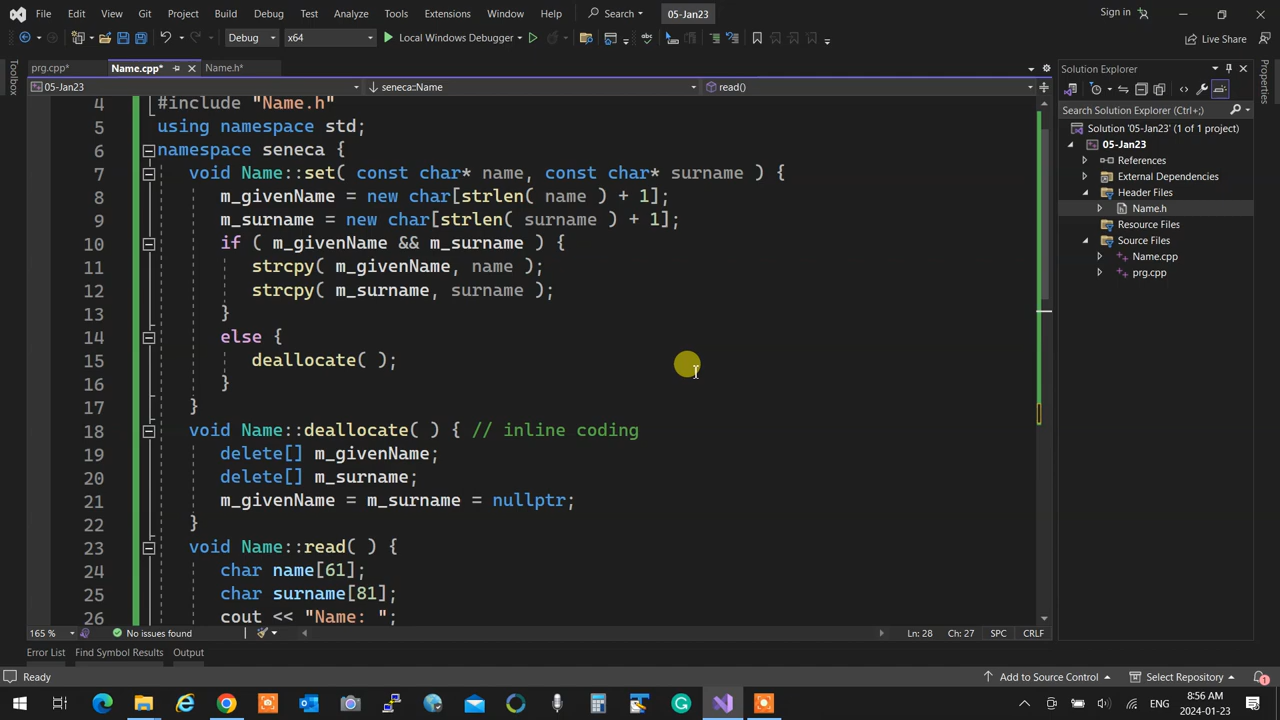 File Edit View Git Project Build Debug Test Analyze Tools Extensions Window Help Search 05-Jan23 Sign in
Debug x64 Local Windows Debugger Live Share
Toolbox
prg.cpp* Name.cpp* Name.h*
05-Jan23 seneca::Name read()
4 #include "Name.h"
5 using namespace std;
6 namespace seneca {
7 void Name::set( const char* name, const char* surname ) {
8 m_givenName = new char[strlen( name ) + 1];
9 m_surname = new char[strlen( surname ) + 1];
10 if ( m_givenName && m_surname ) {
11 strcpy( m_givenName, name );
12 strcpy( m_surname, surname );
13 }
14 else {
15 deallocate( );
16 }
17 }
18 void Name::deallocate( ) { // inline coding
19 delete[] m_givenName;
20 delete[] m_surname;
21 m_givenName = m_surname = nullptr;
22 }
23 void Name::read( ) {
24 char name[61];
25 char surname[81];
26 cout << "Name: ";
165 % No issues found Ln: 28 Ch: 27 SPC CRLF
Solution Explorer
Search Solution Explorer (Ctrl+;)
Solution '05-Jan23' (1 of 1 project)
05-Jan23
References
External Dependencies
Header Files
Name.h
Resource Files
Source Files
Name.cpp
prg.cpp
Properties
Error List Find Symbol Results Output
Ready Add to Source Control Select Repository 1
ENG 8:56 AM
2024-01-23